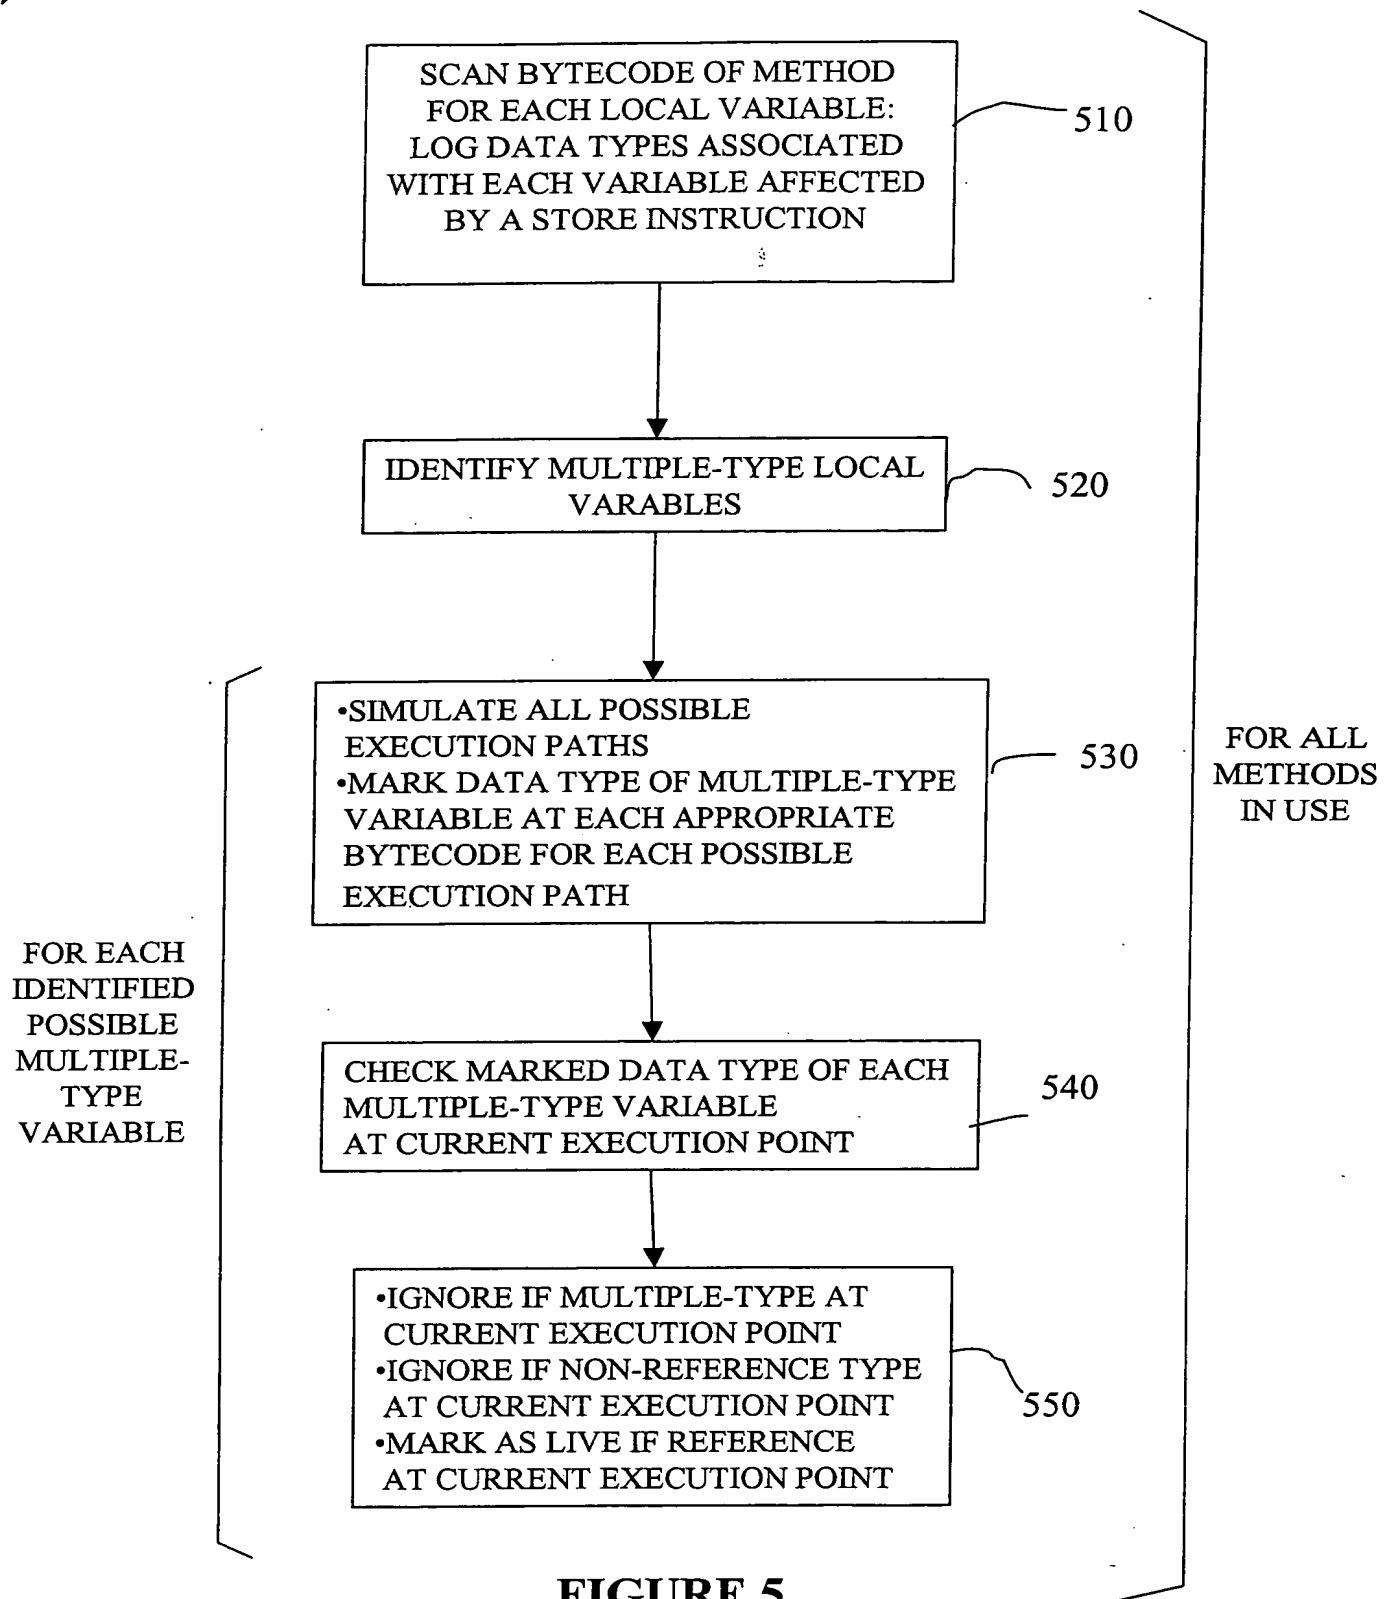 SCAN BYTECODE OF METHOD
FOR EACH LOCAL VARIABLE:
LOG DATA TYPES ASSOCIATED
WITH EACH VARIABLE AFFECTED
BY A STORE INSTRUCTION
510
IDENTIFY MULTIPLE-TYPE LOCAL
VARABLES
520
•SIMULATE ALL POSSIBLE
EXECUTION PATHS
•MARK DATA TYPE OF MULTIPLE-TYPE
VARIABLE AT EACH APPROPRIATE
BYTECODE FOR EACH POSSIBLE
EXECUTION PATH
530
FOR ALL
METHODS
IN USE
FOR EACH
IDENTIFIED
POSSIBLE
MULTIPLE-
TYPE
VARIABLE
CHECK MARKED DATA TYPE OF EACH
MULTIPLE-TYPE VARIABLE
AT CURRENT EXECUTION POINT
540
•IGNORE IF MULTIPLE-TYPE AT
CURRENT EXECUTION POINT
•IGNORE IF NON-REFERENCE TYPE
AT CURRENT EXECUTION POINT
•MARK AS LIVE IF REFERENCE
AT CURRENT EXECUTION POINT
550
FIGURE 5